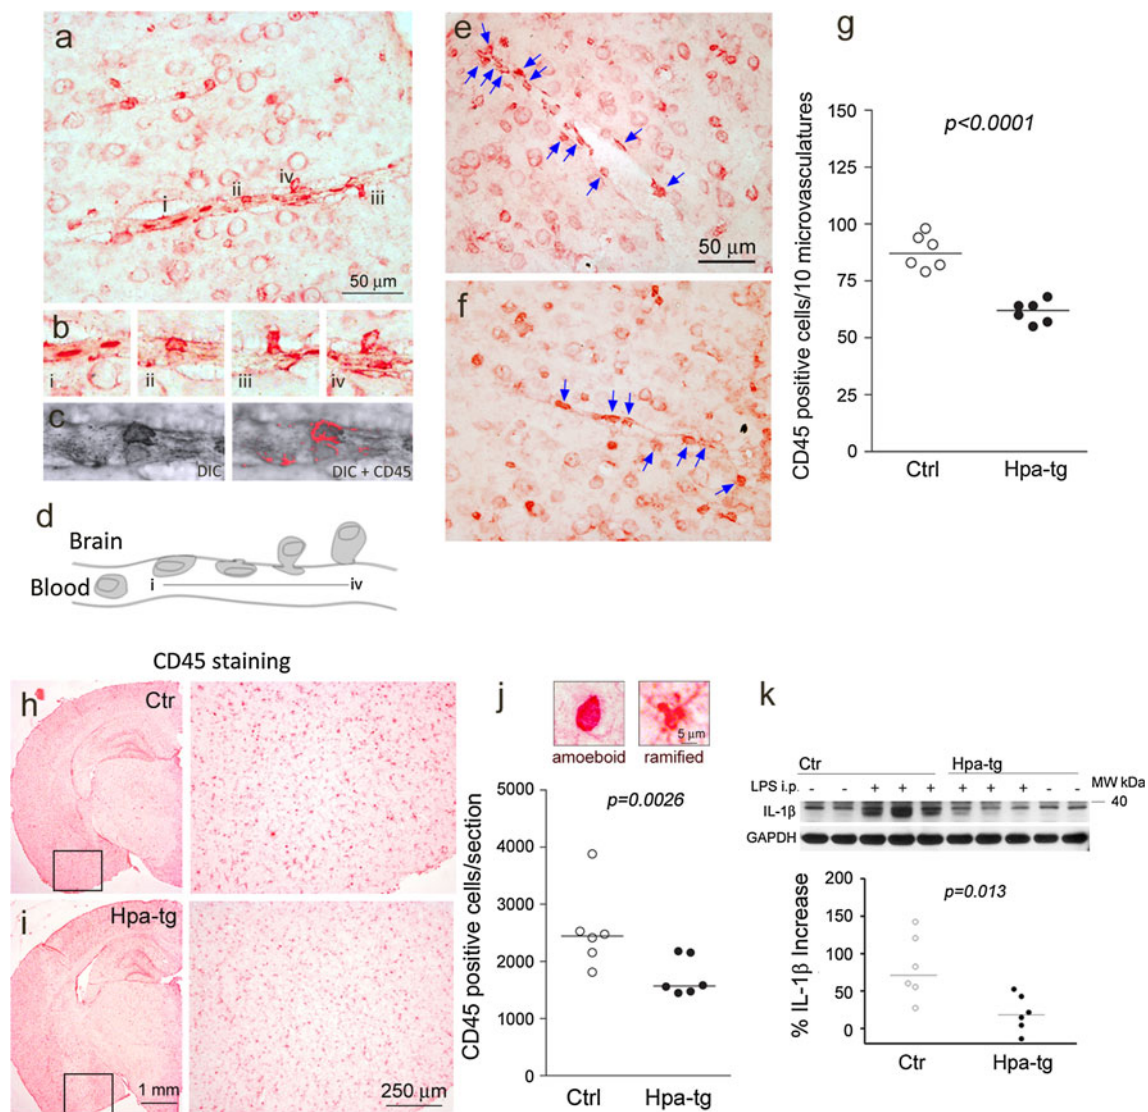 a
i
ii
iv
iii
50 μm
b
i
ii
iii
iv
c
DIC
DIC + CD45
d
Brain
Blood
i
iv
e
50 μm
f
g
CD45 positive cells/10 microvasculatures
150
125
100
75
50
25
0
p<0.0001
Ctrl
Hpa-tg
CD45 staining
h
Ctr
i
Hpa-tg
1 mm
250 μm
j
5 μm
amoeboid
ramified
CD45 positive cells/section
5000
4000
3000
2000
1000
0
p=0.0026
Ctrl
Hpa-tg
k
Ctr
Hpa-tg
LPS i.p. - - + + + + + + - -
MW kDa
40
IL-1β
GAPDH
% IL-1β Increase
200
150
100
50
0
p=0.013
Ctr
Hpa-tg